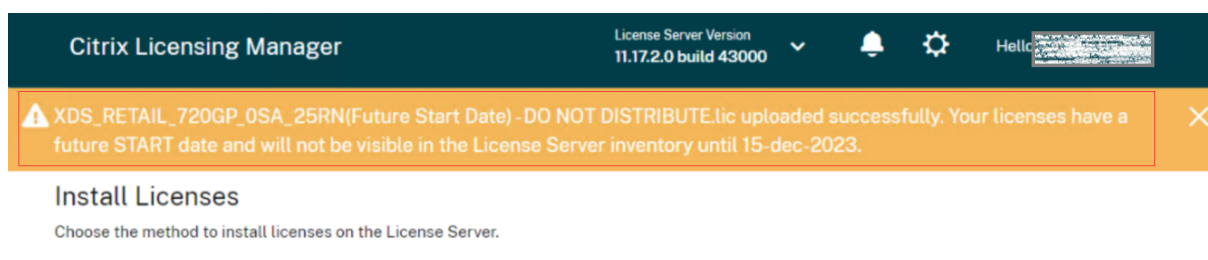 Citrix Licensing Manager
License Server Version
11.17.2.0 build 43000
Hello
XDS_RETAIL_720GP_0SA_25RN(Future Start Date) - DO NOT DISTRIBUTE.lic uploaded successfully. Your licenses have a
future START date and will not be visible in the License Server inventory until 15-dec-2023.
Install Licenses
Choose the method to install licenses on the License Server.